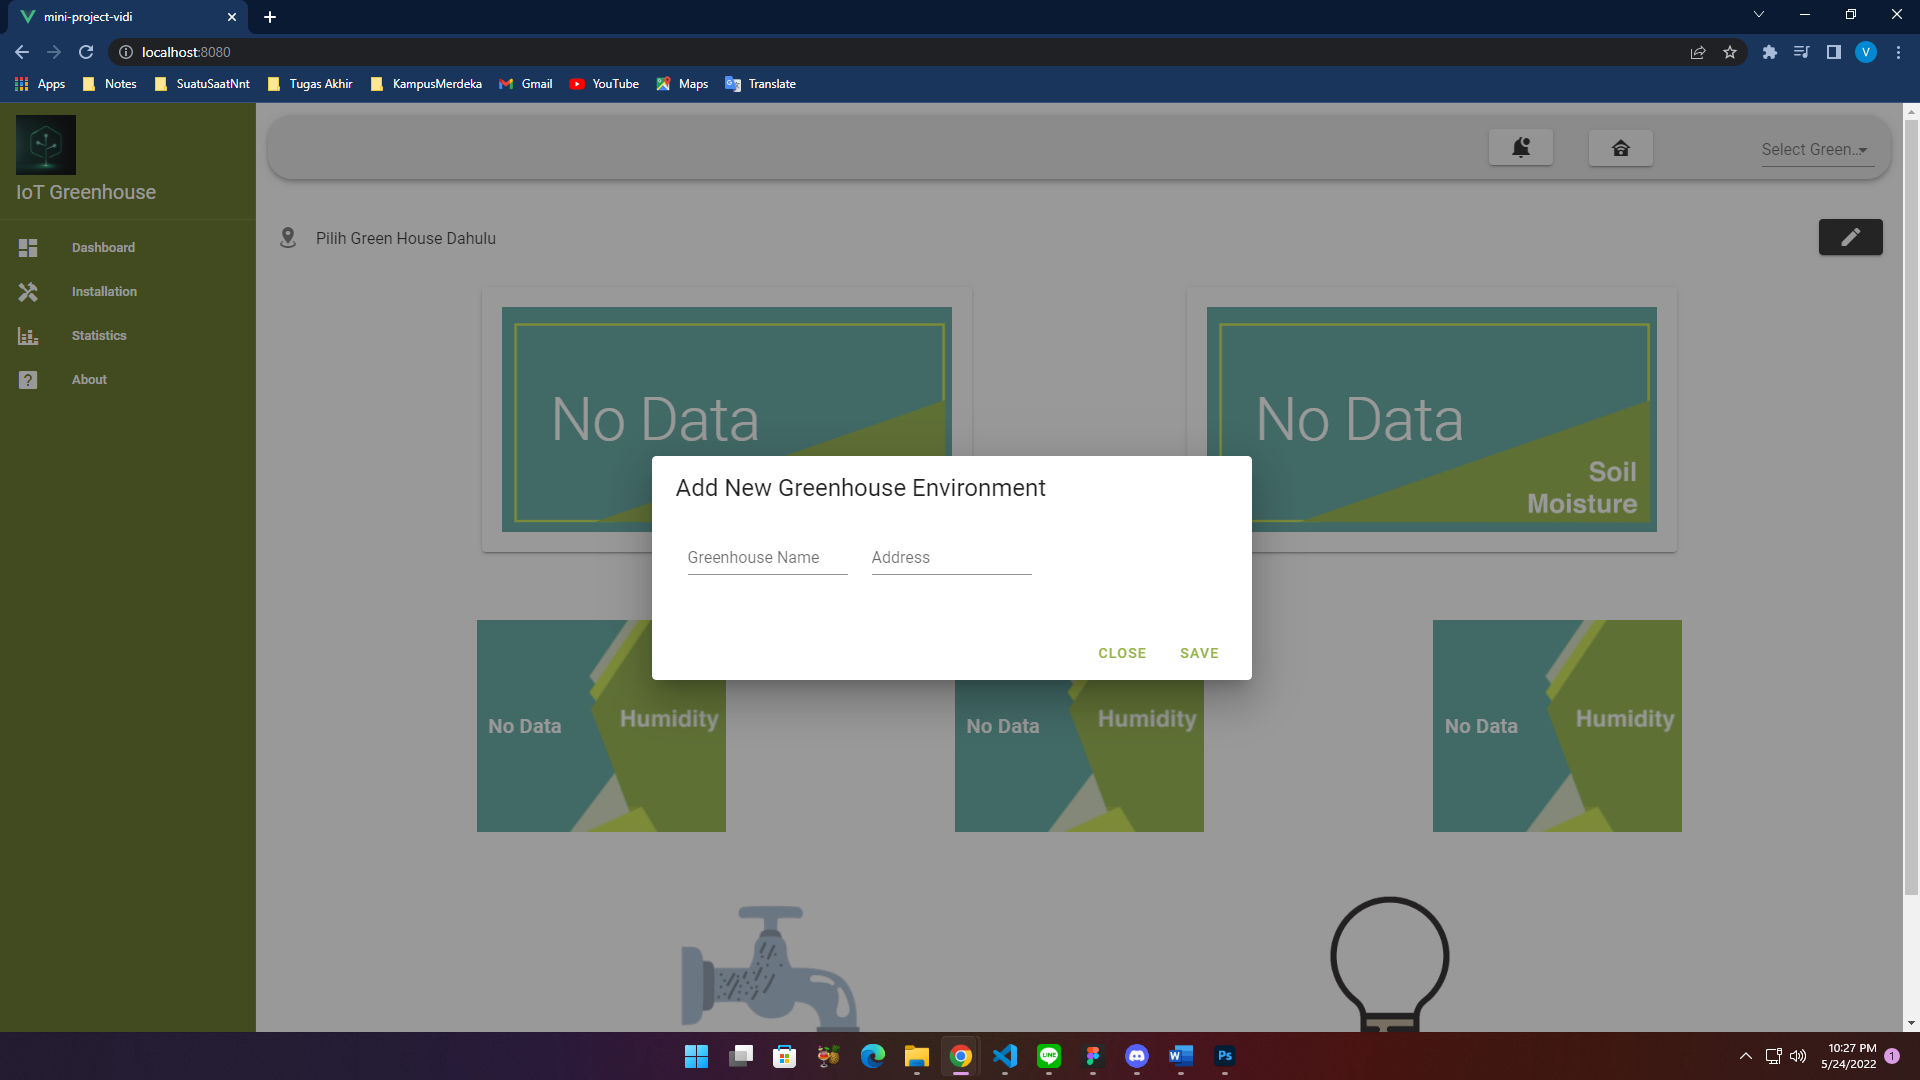 mini-project-vidi
localhost:8080
Apps Notes SuatuSaatNnt Tugas Akhir KampusMerdeka Gmail YouTube Maps Translate
IoT Greenhouse
Dashboard
Installation
Statistics
About
Select Green...
Pilih Green House Dahulu
No Data
No Data
Soil
Moisture
Add New Greenhouse Environment
Greenhouse Name Address
CLOSE SAVE
No Data Humidity
No Data Humidity
No Data Humidity
V
LINE
W
Ps
10:27 PM
5/24/2022
1